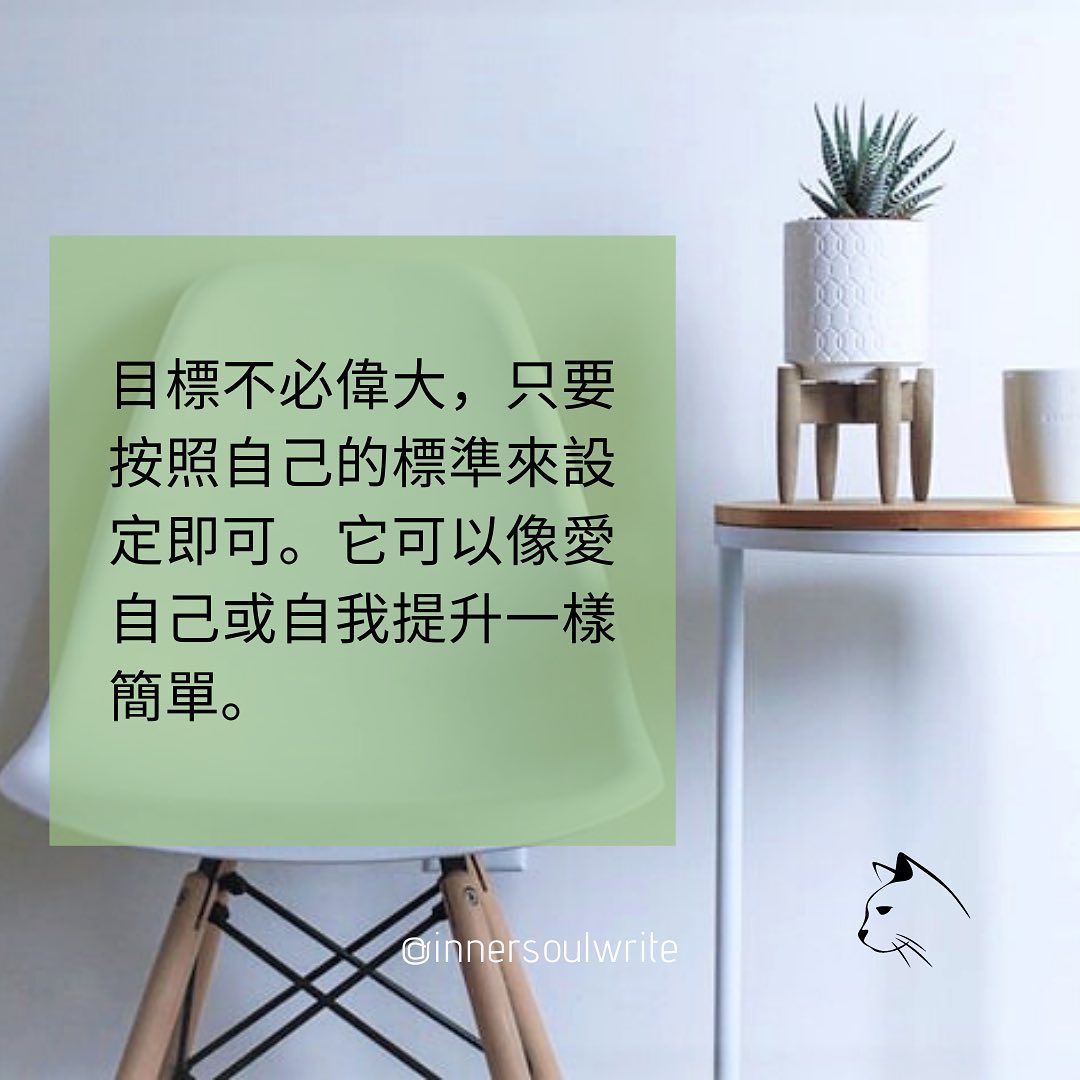 目標不必偉大，只要
按照自己的標準來設
定即可。它可以像愛
自己或自我提升一樣
簡單。
@innersoulwrite